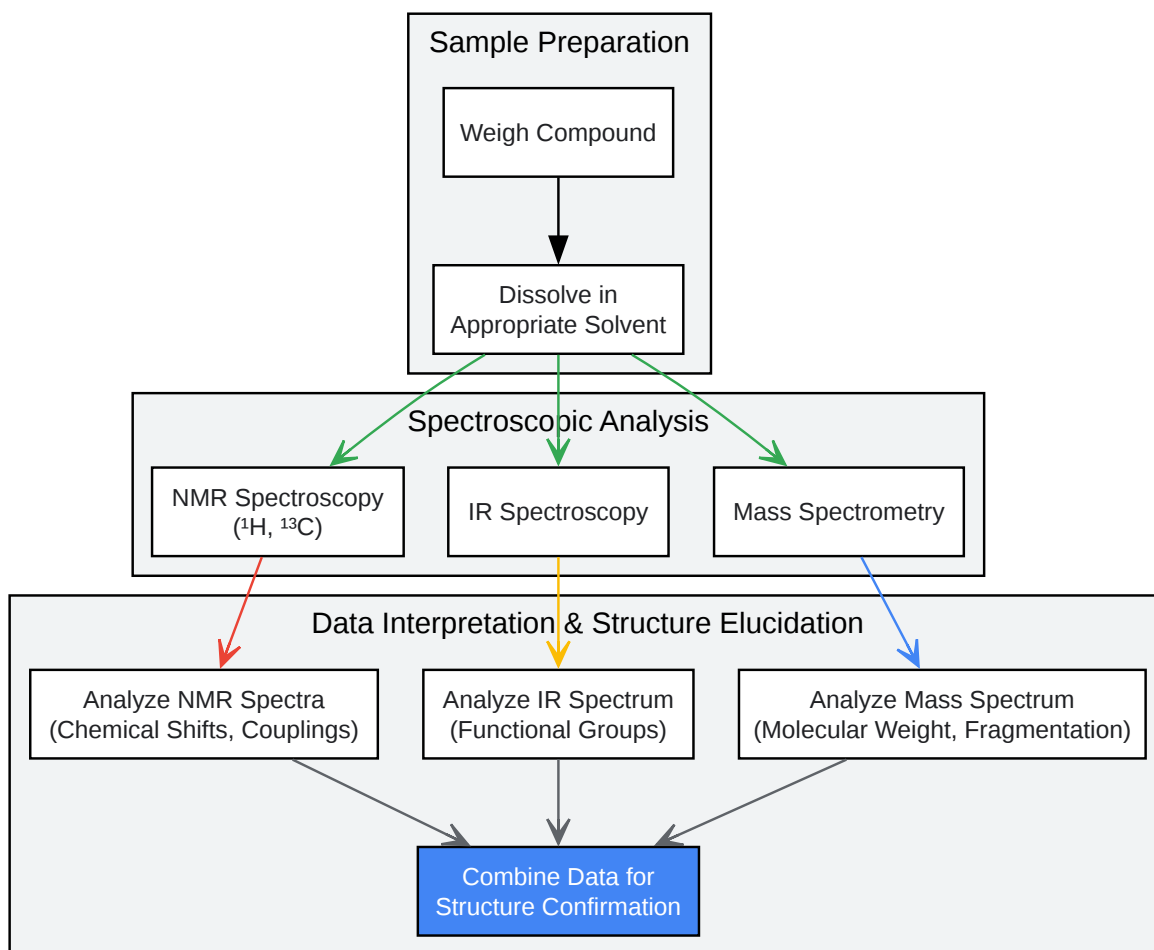 Sample Preparation
Weigh Compound
Dissolve in
Appropriate Solvent
Spectroscopic Analysis
NMR Spectroscopy
(¹H, ¹³C)
IR Spectroscopy
Mass Spectrometry
Data Interpretation & Structure Elucidation
Analyze NMR Spectra
(Chemical Shifts, Couplings)
Analyze IR Spectrum
(Functional Groups)
Analyze Mass Spectrum
(Molecular Weight, Fragmentation)
Combine Data for
Structure Confirmation